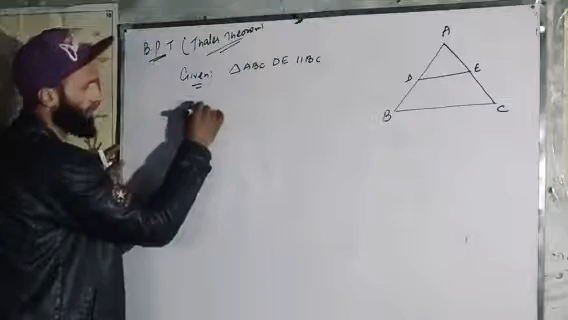 B.P.T (Thales Theorem)
Given: △ABC DE ||BC
A
D E
B C